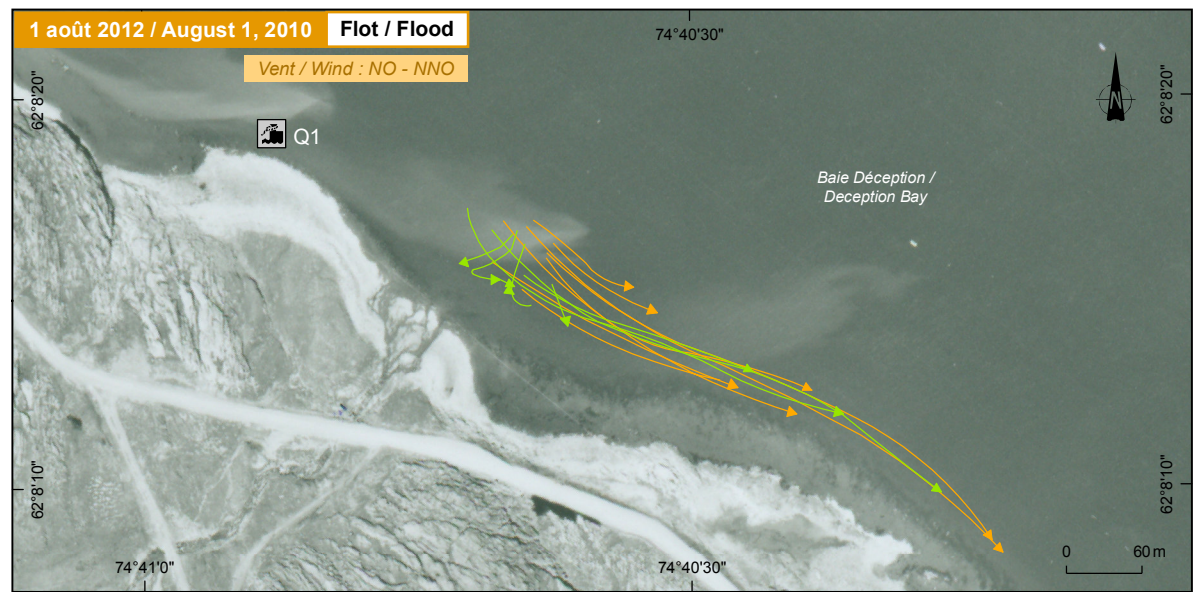 1 août 2012 / August 1, 2010
Flot / Flood
Vent / Wind : NO - NNO
74°40'30"
62°8'20"
62°8'20"
N
Q1
Baie Déception /
Deception Bay
62°8'10"
62°8'10"
74°41'0"
74°40'30"
0 60 m